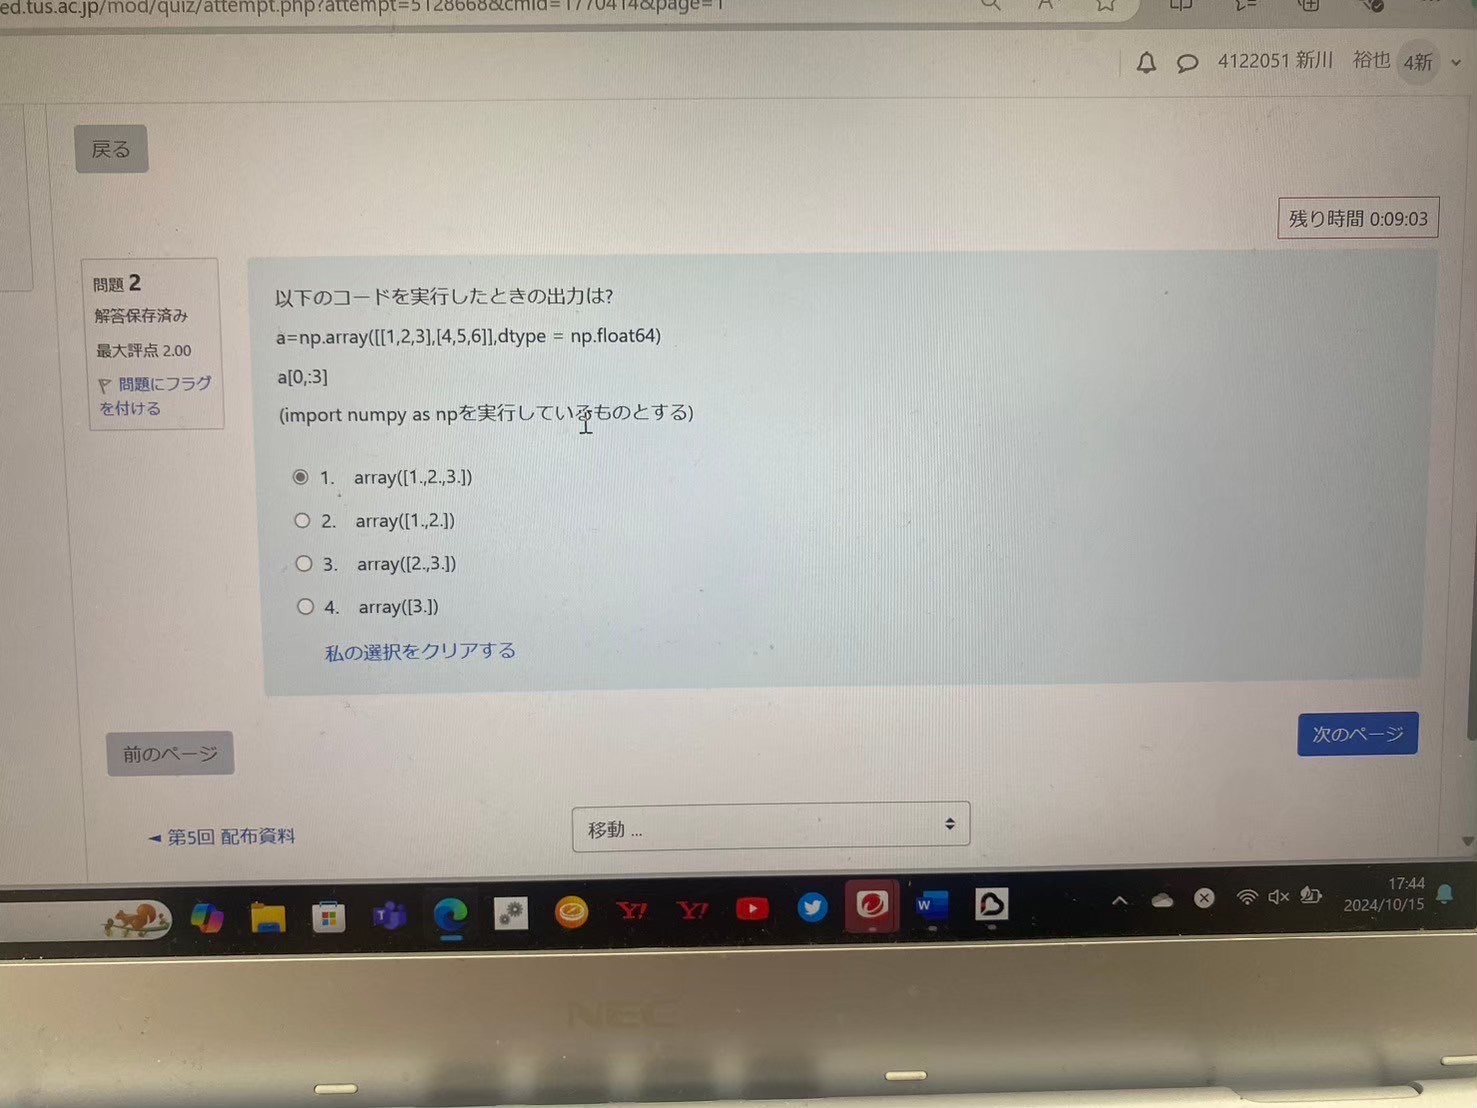 ed.tus.ac.jp/mod/quiz/attempt.php?attempt=5128668&cmid=1770414&page=1
4122051 新川 裕也 4新
戻る
残り時間 0:09:03
問題 2
解答保存済み
最大評点 2.00
問題にフラグ
を付ける
以下のコードを実行したときの出力は?
a=np.array([[1,2,3],[4,5,6]],dtype = np.float64)
a[0,:3]
(import numpy as npを実行しているものとする)
1. array([1.,2.,3.])
2. array([1.,2.])
3. array([2.,3.])
4. array([3.])
私の選択をクリアする
前のページ
次のページ
◄ 第5回 配布資料
移動 ...
17:44
2024/10/15
NEC